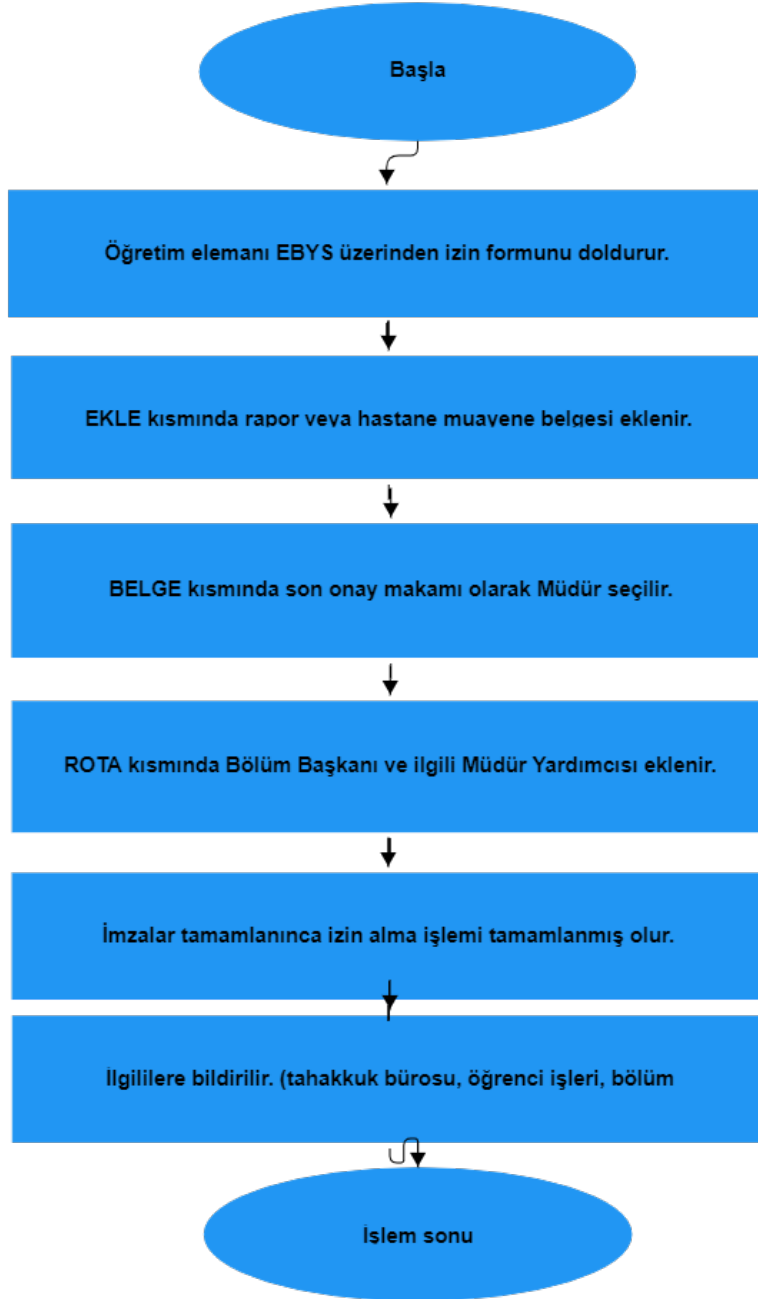 Başla
Öğretim elemanı EBYS üzerinden izin formunu doldurur.
EKLE kısmında rapor veya hastane muayene belgesi eklenir.
BELGE kısmında son onay makamı olarak Müdür seçilir.
ROTA kısmında Bölüm Başkanı ve ilgili Müdür Yardımcısı eklenir.
İmzalar tamamlanınca izin alma işlemi tamamlanmış olur.
İlgililere bildirilir. (tahakkuk bürosu, öğrenci işleri, bölüm
İşlem sonu